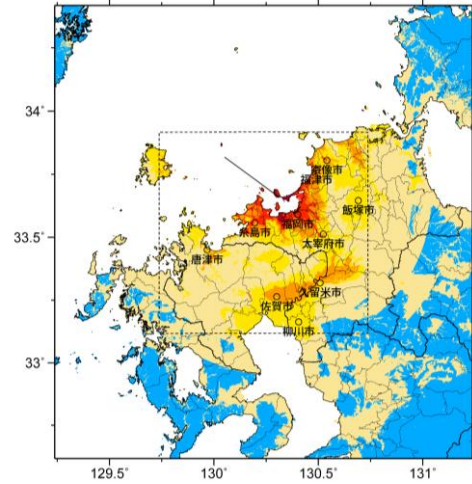 34°
33.5°
33°
宗像市
福津市
飯塚市
福岡市
糸島市
太宰府市
唐津市
久留米市
佐賀市
柳川市
129.5°
130°
130.5°
131°